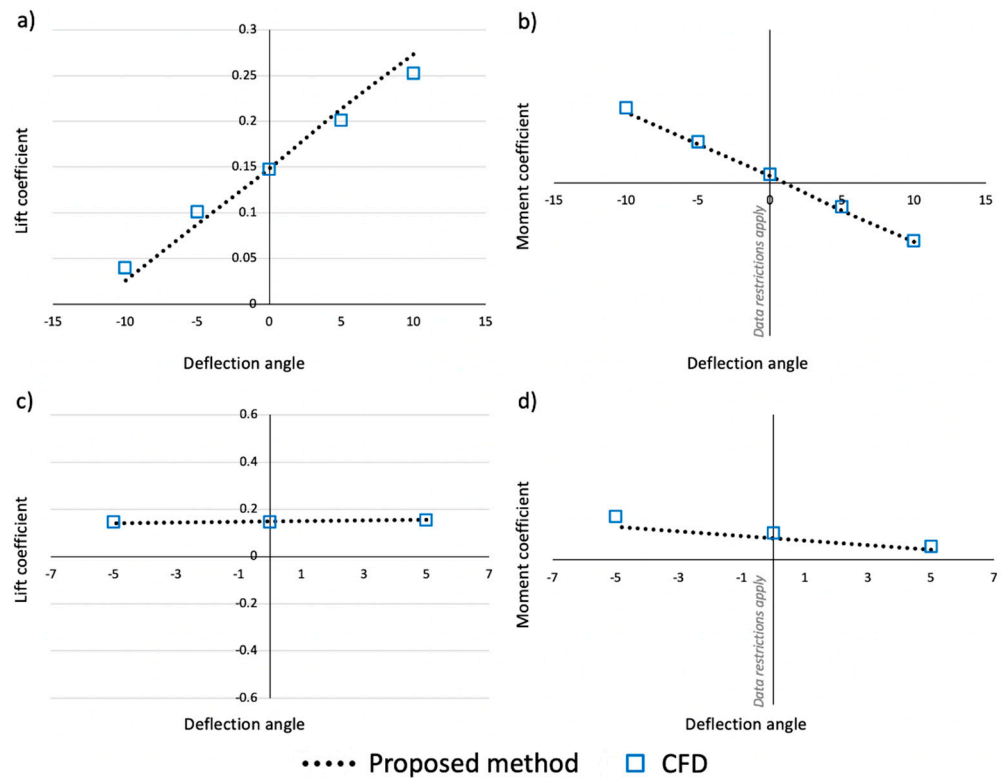 a)
0.3
0.25
0.2
0.15
0.1
0.05
0
-15 -10 -5 0 5 10 15
Lift coefficient
Deflection angle
b)
-15 -10 -5 0 5 10 15
Moment coefficient
Data restrictions apply
Deflection angle
c)
0.6
0.4
0.2
0
-0.2
-0.4
-0.6
-7 -5 -3 -1 1 3 5 7
Lift coefficient
Deflection angle
d)
-7 -5 -3 -1 1 3 5 7
Moment coefficient
Data restrictions apply
Deflection angle
Proposed method CFD